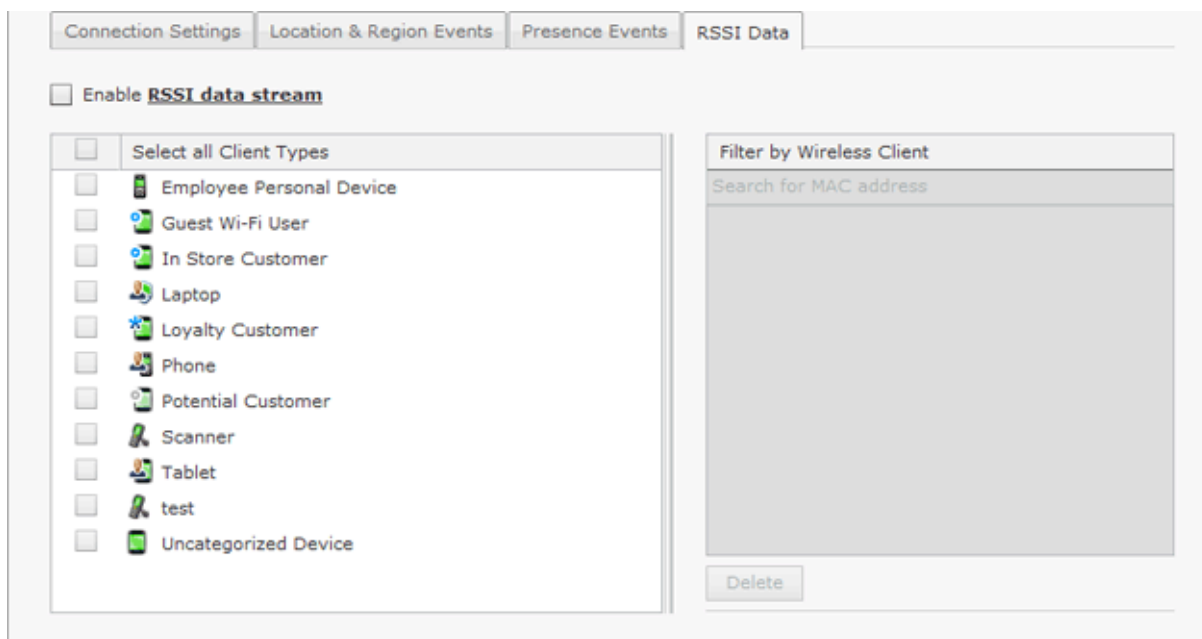 Connection Settings Location & Region Events Presence Events RSSI Data
Enable RSSI data stream
Select all Client Types
Employee Personal Device
Guest Wi-Fi User
In Store Customer
Laptop
Loyalty Customer
Phone
Potential Customer
Scanner
Tablet
test
Uncategorized Device
Filter by Wireless Client
Search for MAC address
Delete